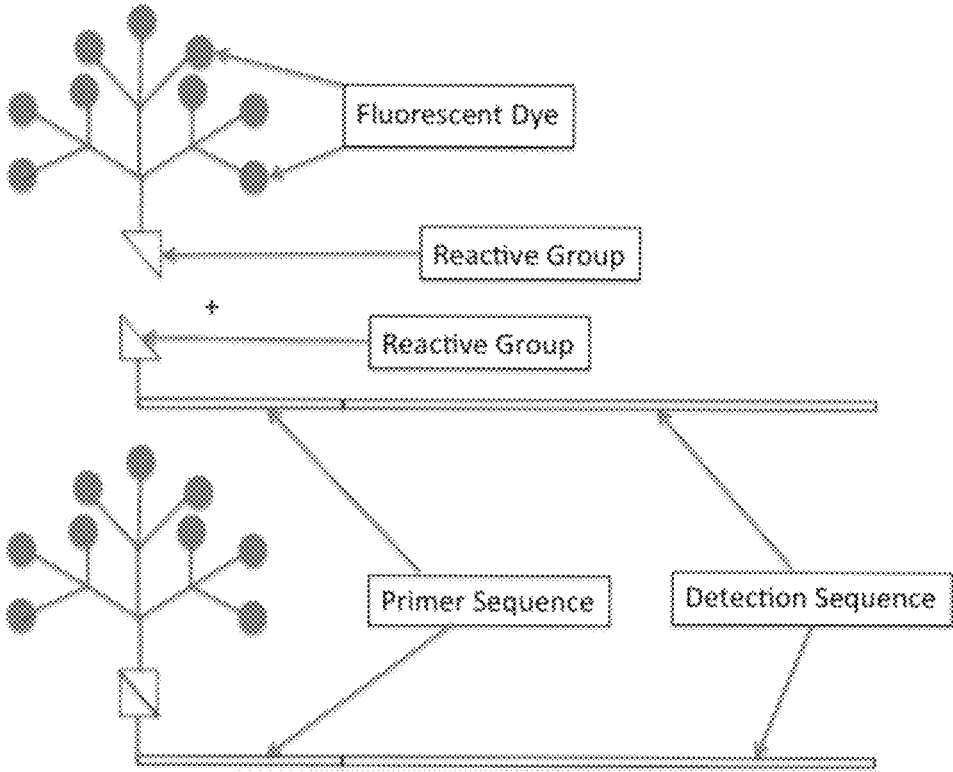 Fluorescent Dye
Reactive Group
+
Reactive Group
Primer Sequence
Detection Sequence